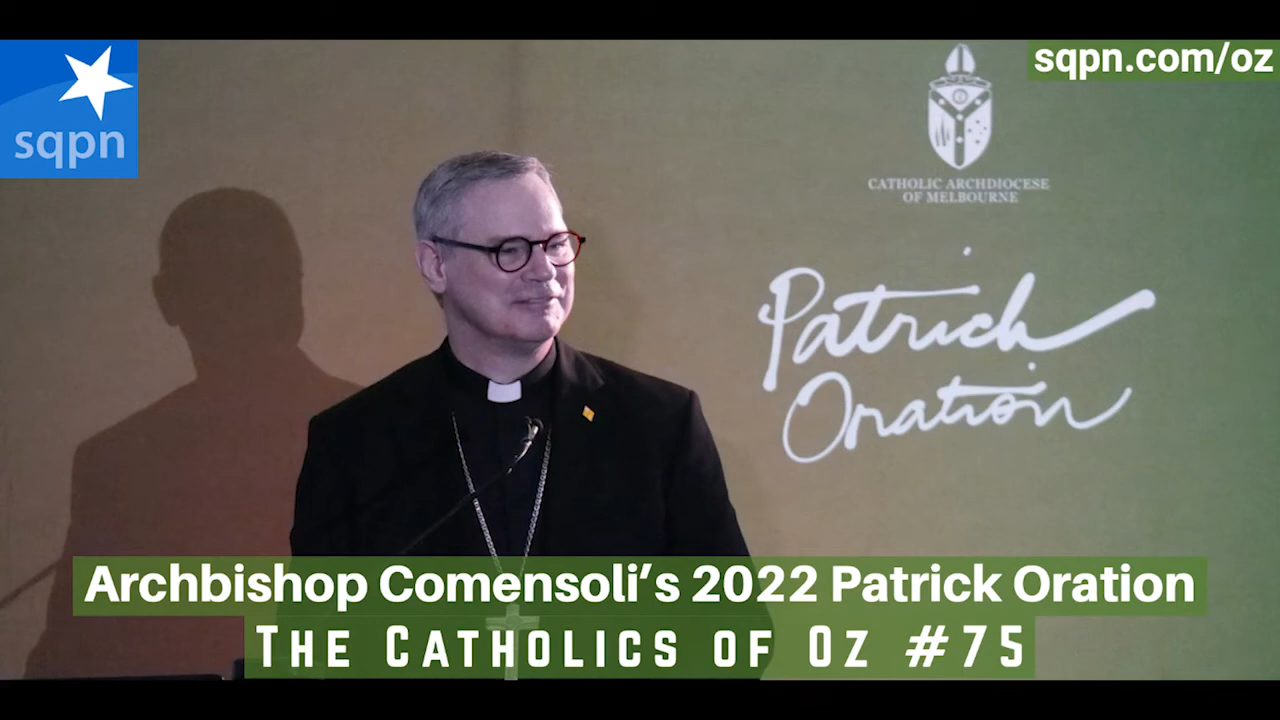 sqpn
sqpn.com/oz
CATHOLIC ARCHDIOCESE
OF MELBOURNE
Patrick
Oration
Archbishop Comensoli’s 2022 Patrick Oration
The Catholics of Oz #75